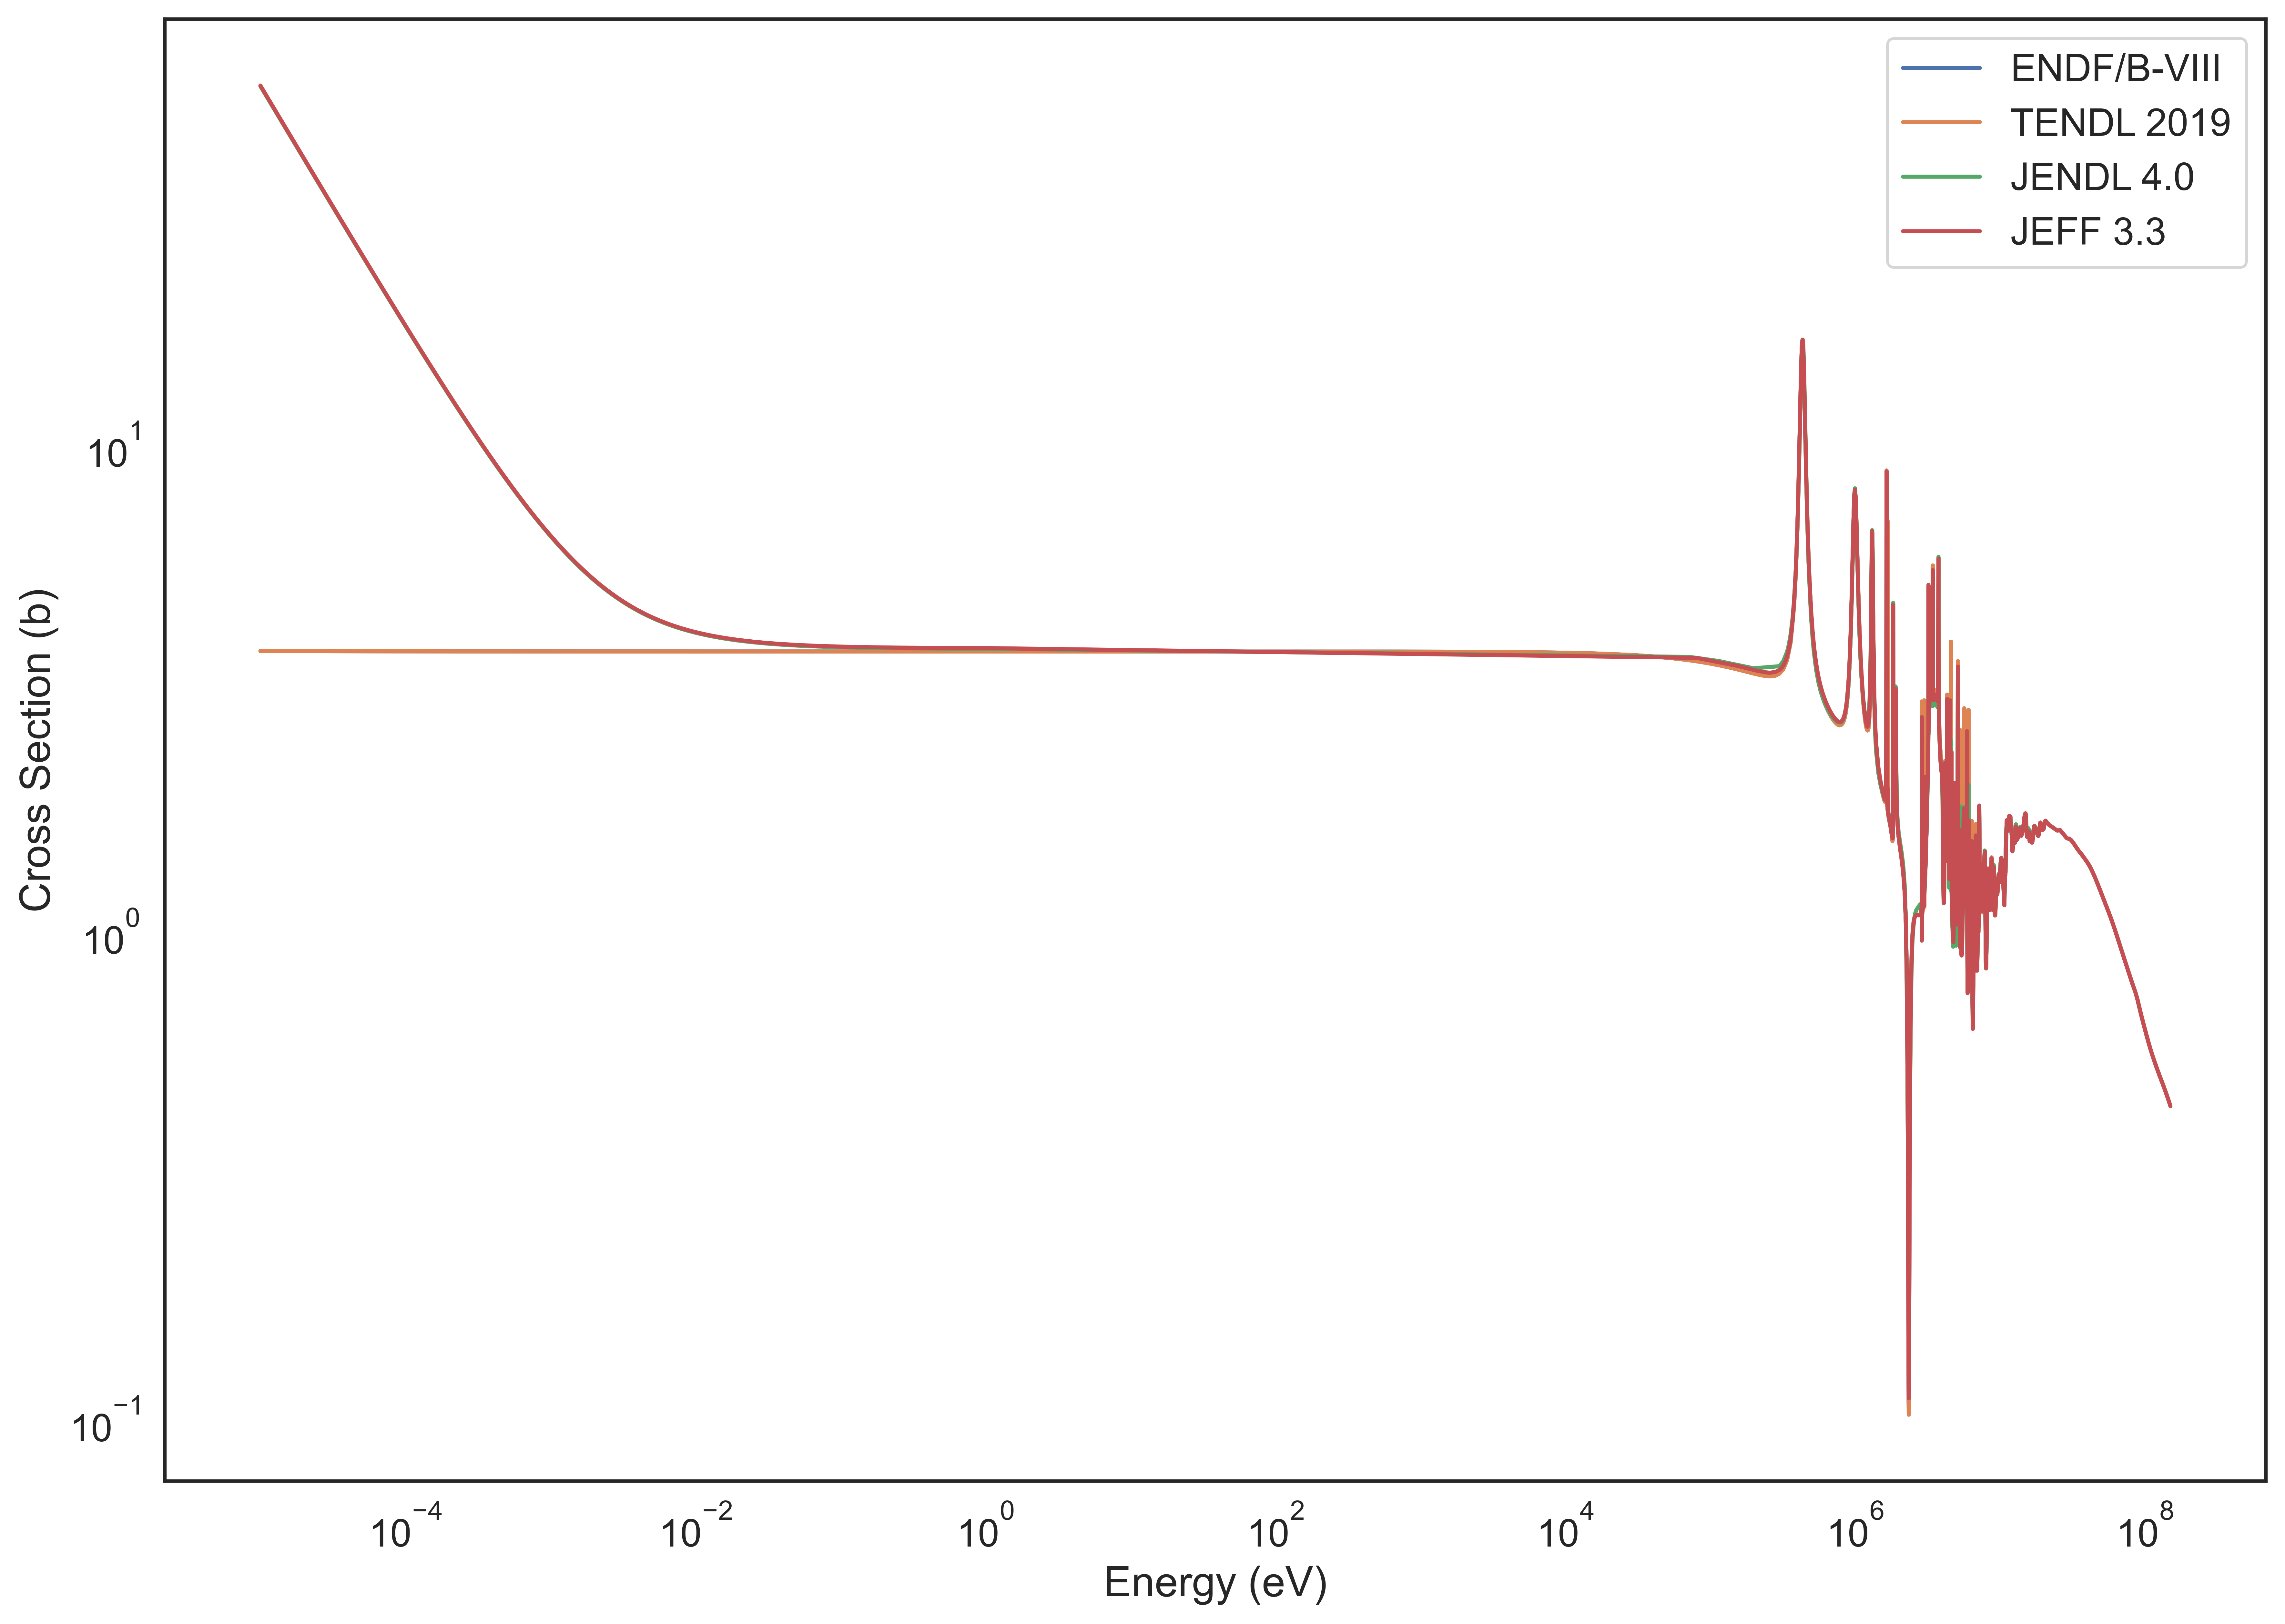 ENDF/B-VIII
TENDL 2019
JENDL 4.0
JEFF 3.3
Cross Section (b)
10^1
10^0
10^−1
10^−4
10^−2
10^0
10^2
10^4
10^6
10^8
Energy (eV)